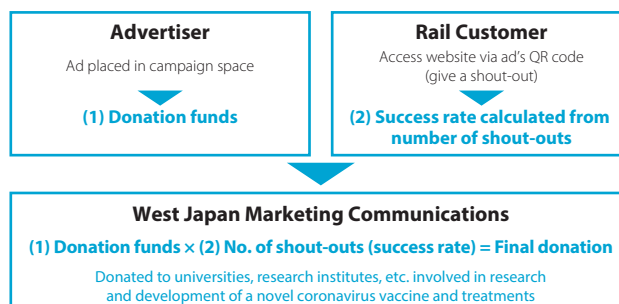 Advertiser
Ad placed in campaign space
(1) Donation funds
Rail Customer
Access website via ad's QR code
(give a shout-out)
(2) Success rate calculated from
number of shout-outs
West Japan Marketing Communications
(1) Donation funds × (2) No. of shout-outs (success rate) = Final donation
Donated to universities, research institutes, etc. involved in research
and development of a novel coronavirus vaccine and treatments